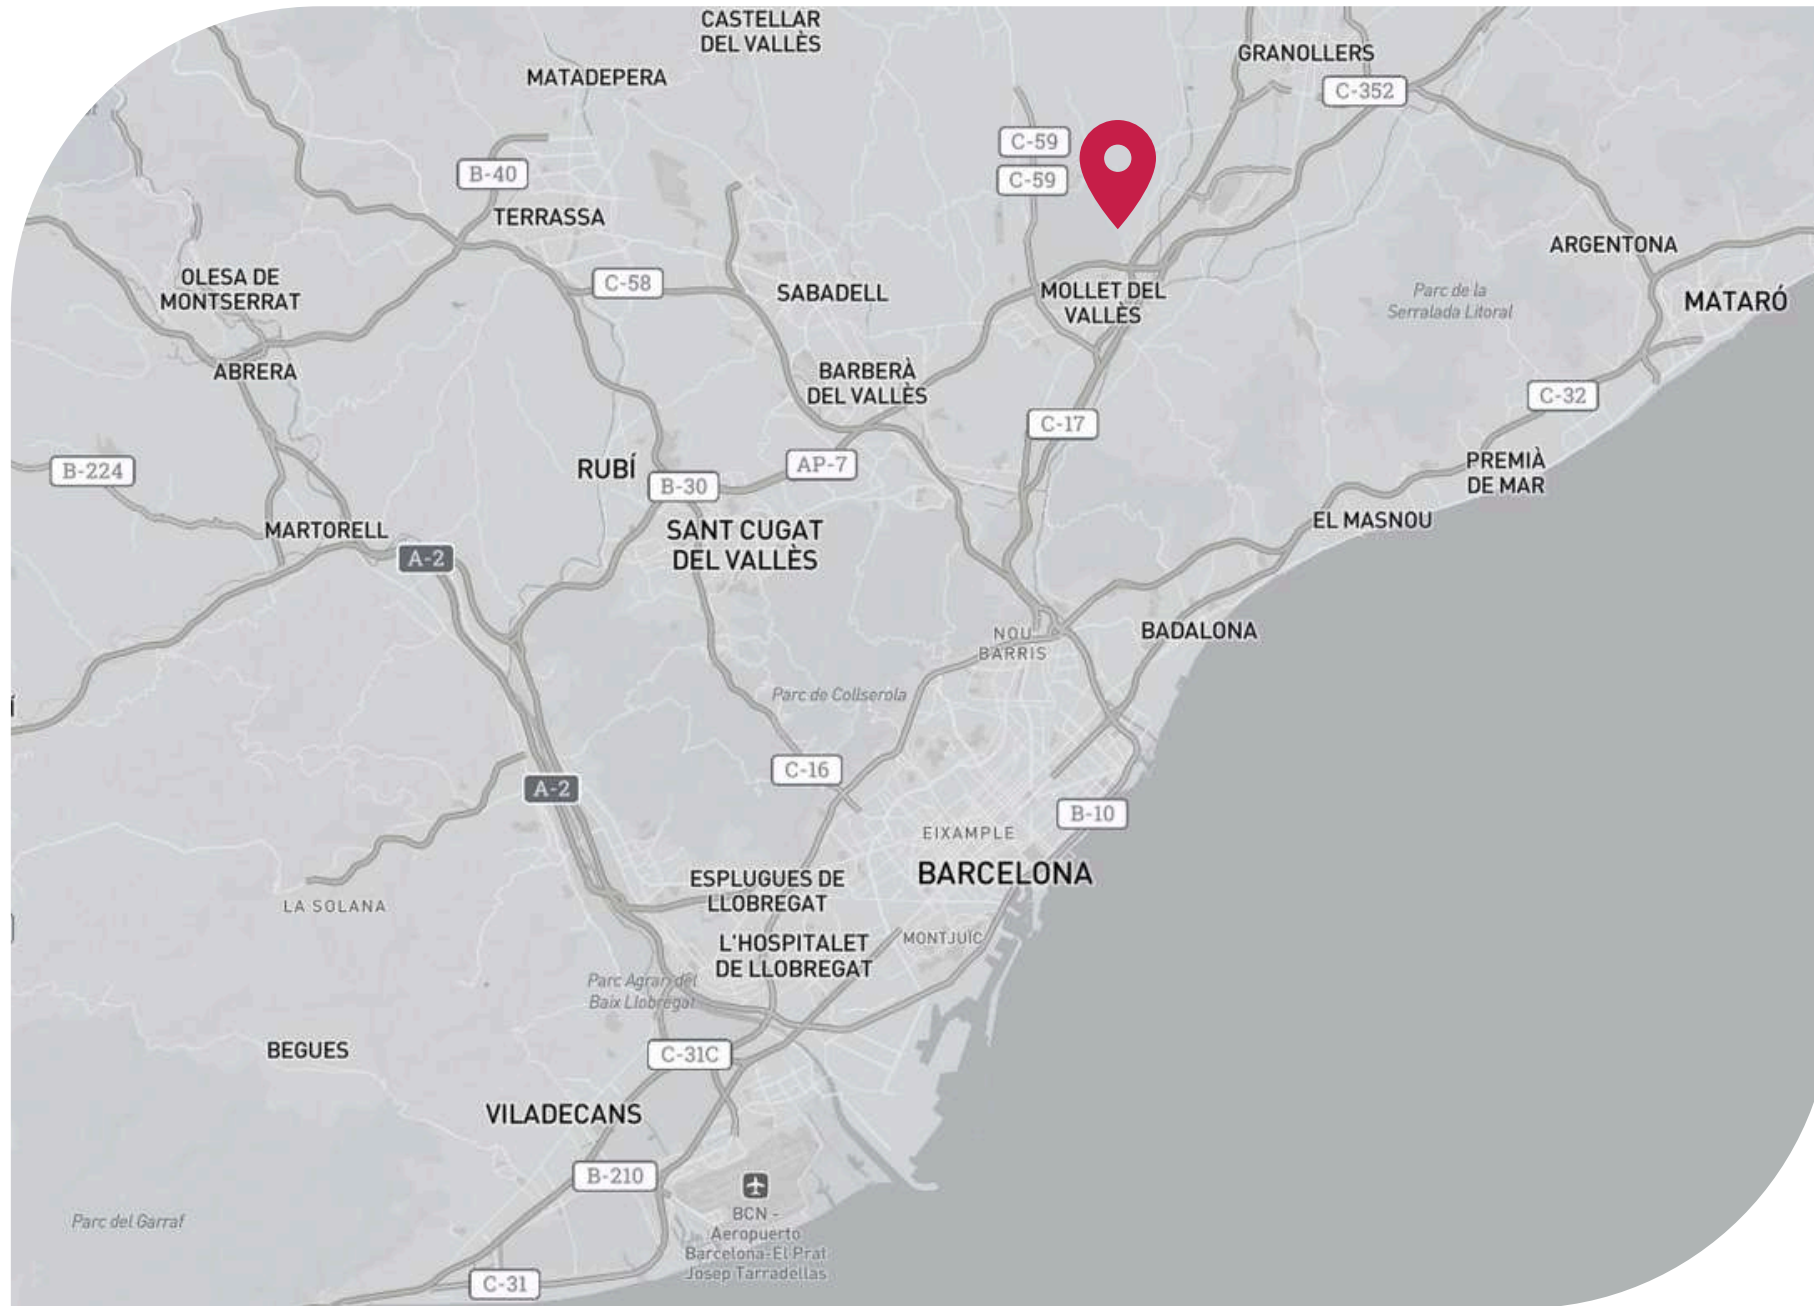 CASTELLAR
DEL VALLÈS
MATADEPERA
GRANOLLERS
C-352
C-59
C-59
B-40
TERRASSA
ARGENTONA
OLESA DE
MONTSERRAT
C-58
SABADELL
MOLLET DEL
VALLÈS
Parc de la
Serralada Litoral
MATARÓ
ABRERA
BARBERÀ
DEL VALLÈS
C-32
C-17
B-224
RUBÍ
B-30
AP-7
PREMIÀ
DE MAR
MARTORELL
A-2
SANT CUGAT
DEL VALLÈS
EL MASNOU
NOU
BARRIS
BADALONA
Parc de Collserola
C-16
A-2
B-10
EIXAMPLE
BARCELONA
ESPLUGUES DE
LLOBREGAT
LA SOLANA
L'HOSPITALET
DE LLOBREGAT
MONTJUÏC
Parc Agrari del
Baix Llobregat
BEGUES
C-31C
VILADECANS
B-210
Parc del Garraf
BCN -
Aeropuerto
Barcelona-El Prat
Josep Tarradellas
C-31